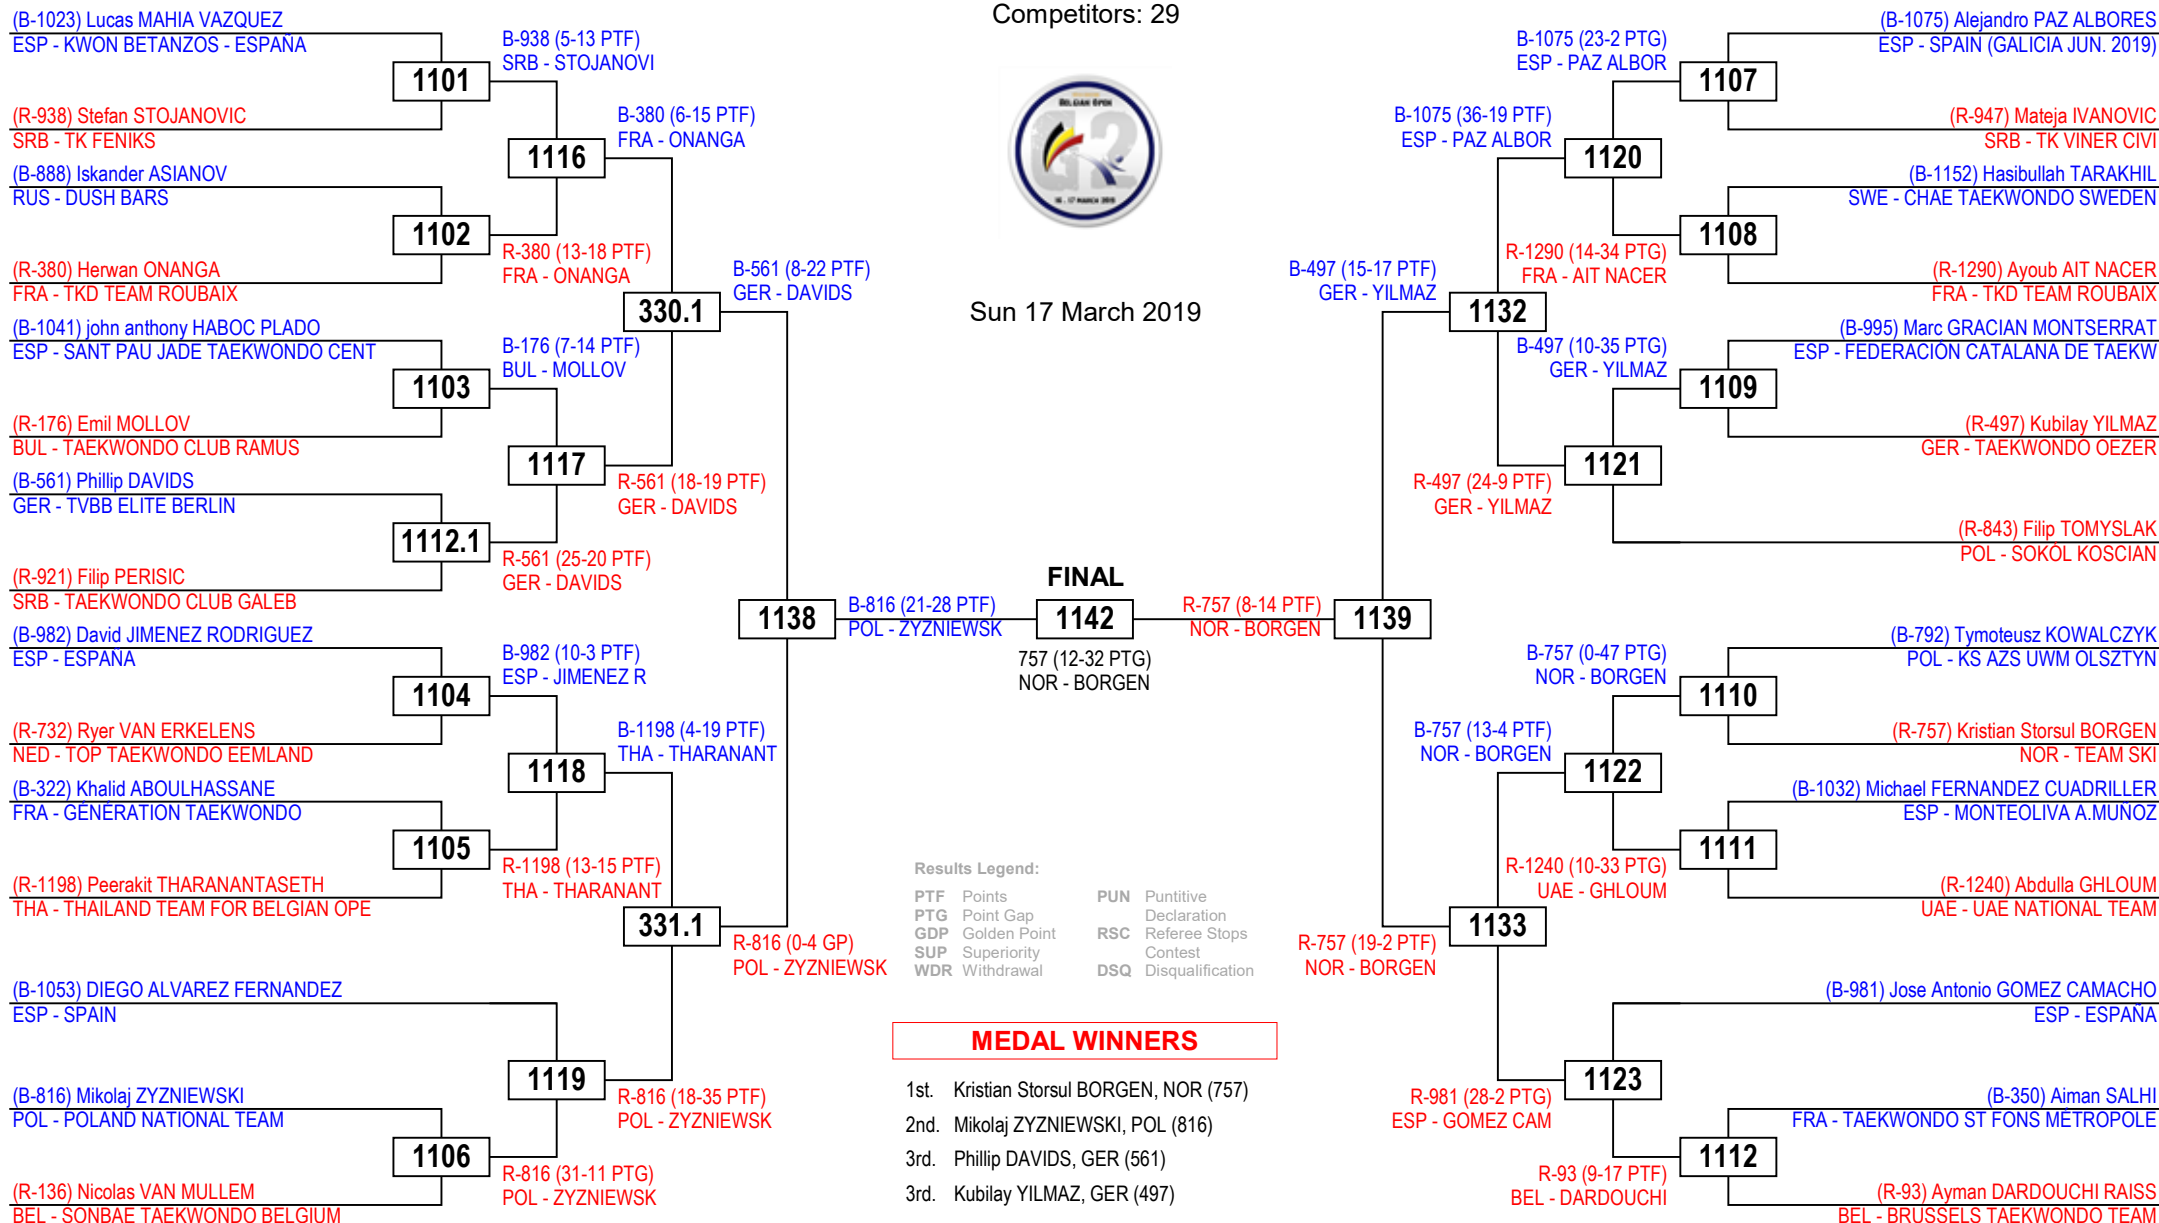 Competitors: 29
BELGIAN OPEN
G2
16 - 17 MARCH 2019
Sun 17 March 2019
(B-1023) Lucas MAHIA VAZQUEZ
ESP - KWON BETANZOS - ESPAÑA
1101
(R-938) Stefan STOJANOVIC
SRB - TK FENIKS
(B-888) Iskander ASIANOV
RUS - DUSH BARS
1102
(R-380) Herwan ONANGA
FRA - TKD TEAM ROUBAIX
(B-1041) john anthony HABOC PLADO
ESP - SANT PAU JADE TAEKWONDO CENT
1103
(R-176) Emil MOLLOV
BUL - TAEKWONDO CLUB RAMUS
(B-561) Phillip DAVIDS
GER - TVBB ELITE BERLIN
1112.1
(R-921) Filip PERISIC
SRB - TAEKWONDO CLUB GALEB
(B-982) David JIMENEZ RODRIGUEZ
ESP - ESPAÑA
1104
(R-732) Ryer VAN ERKELENS
NED - TOP TAEKWONDO EEMLAND
(B-322) Khalid ABOULHASSANE
FRA - GÉNÉRATION TAEKWONDO
1105
(R-1198) Peerakit THARANANTASETH
THA - THAILAND TEAM FOR BELGIAN OPE
(B-1053) DIEGO ALVAREZ FERNANDEZ
ESP - SPAIN
(B-816) Mikolaj ZYZNIEWSKI
POL - POLAND NATIONAL TEAM
1106
(R-136) Nicolas VAN MULLEM
BEL - SONBAE TAEKWONDO BELGIUM
B-938 (5-13 PTF)
SRB - STOJANOVI
1116
R-380 (13-18 PTF)
FRA - ONANGA
B-176 (7-14 PTF)
BUL - MOLLOV
1117
R-561 (25-20 PTF)
GER - DAVIDS
B-982 (10-3 PTF)
ESP - JIMENEZ R
1118
R-1198 (13-15 PTF)
THA - THARANANT
1119
R-816 (31-11 PTG)
POL - ZYZNIEWSK
B-380 (6-15 PTF)
FRA - ONANGA
330.1
R-561 (18-19 PTF)
GER - DAVIDS
B-1198 (4-19 PTF)
THA - THARANANT
331.1
R-816 (18-35 PTF)
POL - ZYZNIEWSK
B-561 (8-22 PTF)
GER - DAVIDS
1138
R-816 (0-4 GP)
POL - ZYZNIEWSK
B-816 (21-28 PTF)
POL - ZYZNIEWSK
FINAL
1142
757 (12-32 PTG)
NOR - BORGEN
R-757 (8-14 PTF)
NOR - BORGEN
1139
B-497 (15-17 PTF)
GER - YILMAZ
R-757 (19-2 PTF)
NOR - BORGEN
B-1075 (36-19 PTF)
ESP - PAZ ALBOR
1132
R-497 (24-9 PTF)
GER - YILMAZ
B-757 (13-4 PTF)
NOR - BORGEN
1133
R-981 (28-2 PTG)
ESP - GOMEZ CAM
B-1075 (23-2 PTG)
ESP - PAZ ALBOR
1120
R-1290 (14-34 PTG)
FRA - AIT NACER
B-497 (10-35 PTG)
GER - YILMAZ
1121
B-757 (0-47 PTG)
NOR - BORGEN
1122
R-1240 (10-33 PTG)
UAE - GHLOUM
1123
R-93 (9-17 PTF)
BEL - DARDOUCHI
(B-1075) Alejandro PAZ ALBORES
ESP - SPAIN (GALICIA JUN. 2019)
1107
(R-947) Mateja IVANOVIC
SRB - TK VINER CIVI
(B-1152) Hasibullah TARAKHIL
SWE - CHAE TAEKWONDO SWEDEN
1108
(R-1290) Ayoub AIT NACER
FRA - TKD TEAM ROUBAIX
(B-995) Marc GRACIAN MONTSERRAT
ESP - FEDERACIÓN CATALANA DE TAEKW
1109
(R-497) Kubilay YILMAZ
GER - TAEKWONDO OEZER
(R-843) Filip TOMYSLAK
POL - SOKÓL KOSCIAN
(B-792) Tymoteusz KOWALCZYK
POL - KS AZS UWM OLSZTYN
1110
(R-757) Kristian Storsul BORGEN
NOR - TEAM SKI
(B-1032) Michael FERNANDEZ CUADRILLER
ESP - MONTEOLIVA A.MUÑOZ
1111
(R-1240) Abdulla GHLOUM
UAE - UAE NATIONAL TEAM
(B-981) Jose Antonio GOMEZ CAMACHO
ESP - ESPAÑA
(B-350) Aiman SALHI
FRA - TAEKWONDO ST FONS MÉTROPOLE
1112
(R-93) Ayman DARDOUCHI RAISS
BEL - BRUSSELS TAEKWONDO TEAM
Results Legend:
PTF Points
PTG Point Gap
GDP Golden Point
SUP Superiority
WDR Withdrawal
PUN Puntitive
Declaration
RSC Referee Stops
Contest
DSQ Disqualification
MEDAL WINNERS
1st. Kristian Storsul BORGEN, NOR (757)
2nd. Mikolaj ZYZNIEWSKI, POL (816)
3rd. Phillip DAVIDS, GER (561)
3rd. Kubilay YILMAZ, GER (497)